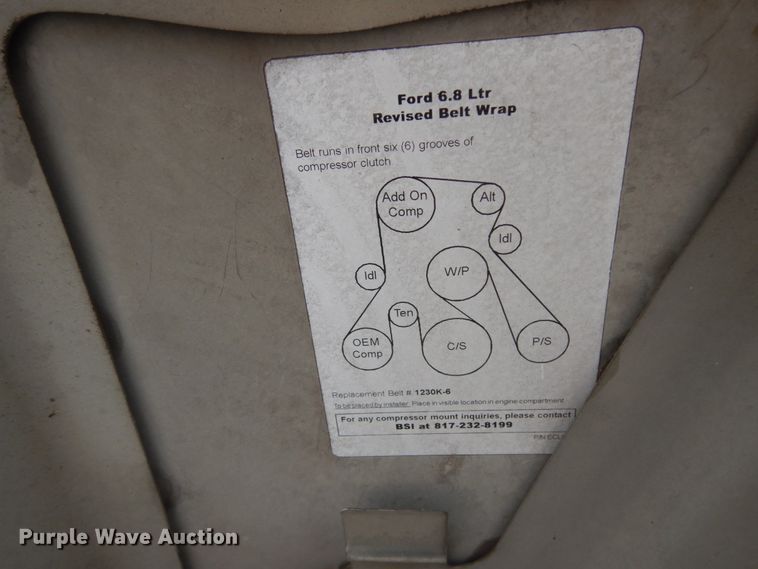 Ford 6.8 Ltr
Revised Belt Wrap
Belt runs in front six (6) grooves of
compressor clutch
Add On
Comp
Alt
Idl
Idl
W/P
Ten
OEM
Comp
C/S
P/S
Replacement Belt # 1230K-6
To be placed by installer. Place in visible location in engine compartment
For any compressor mount inquiries, please contact
BSI at 817-232-8199
P/N
Purple Wave Auction